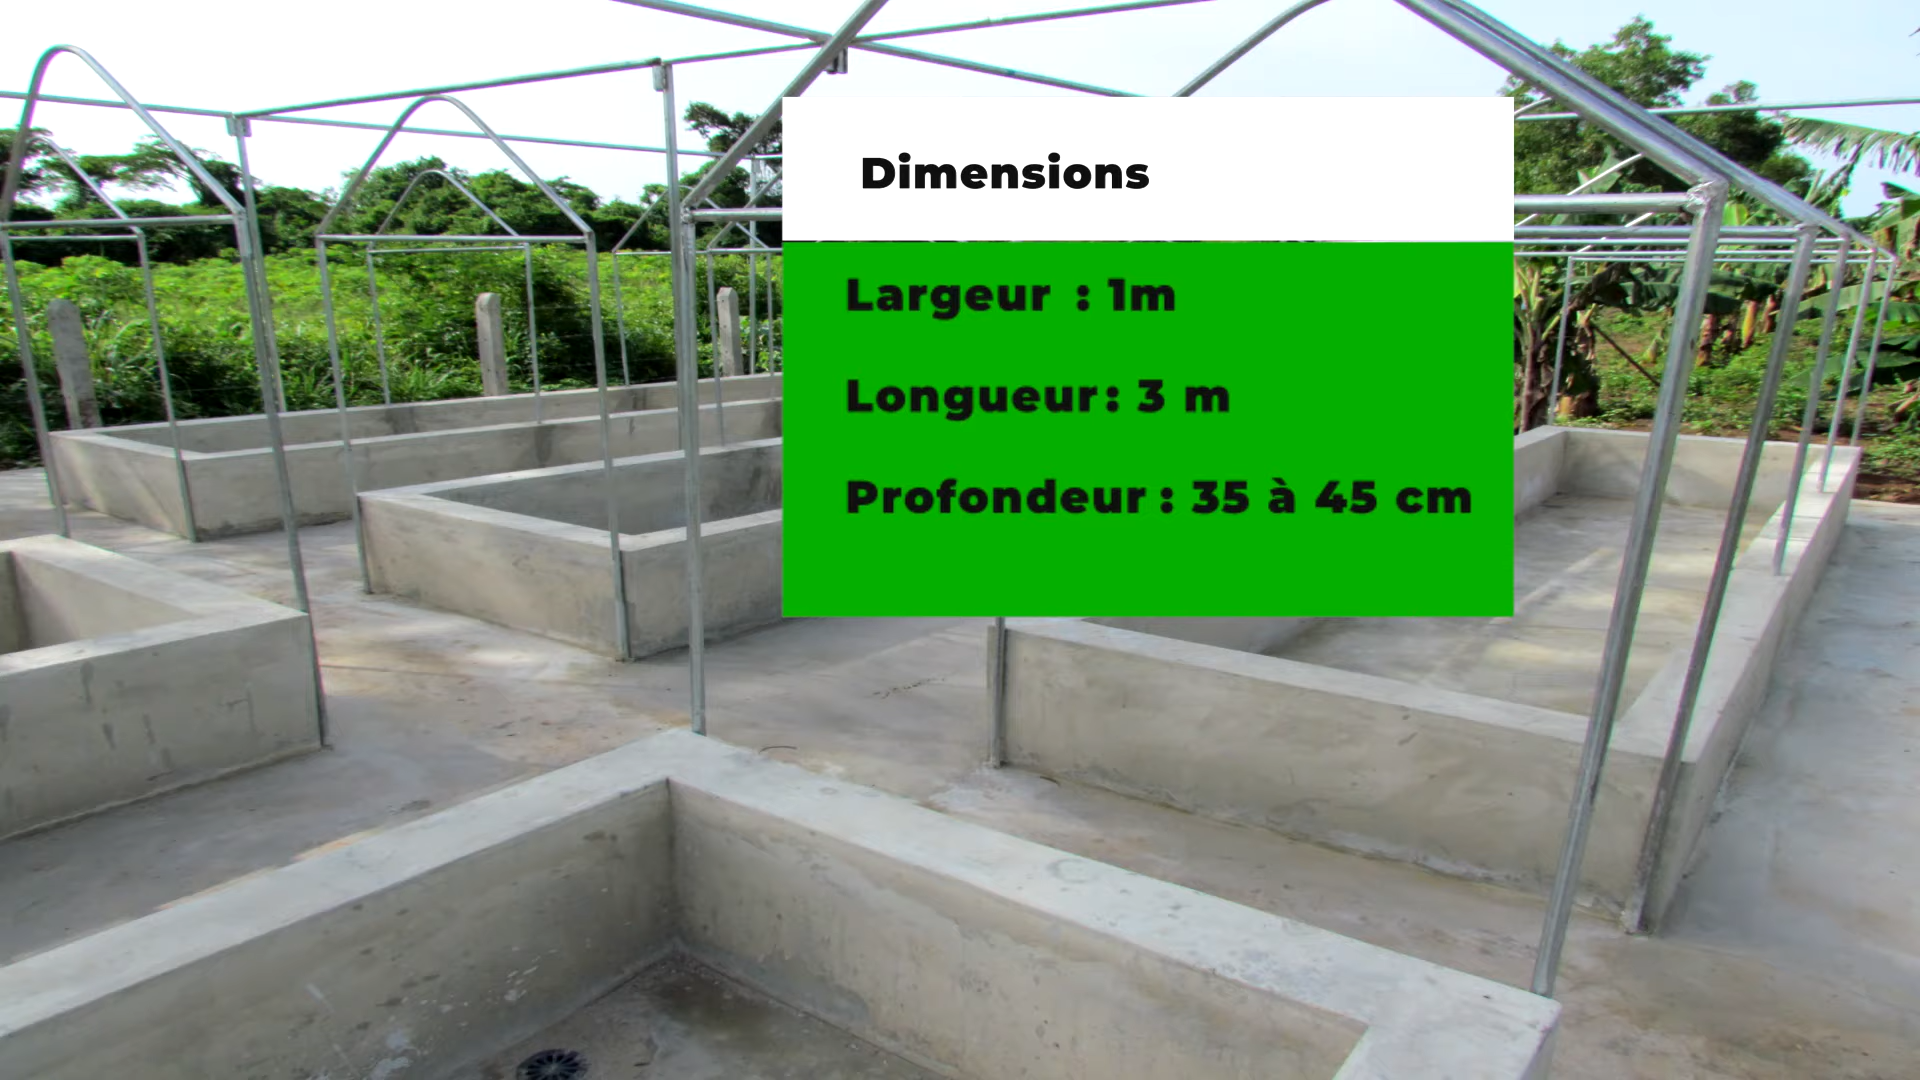 Dimensions
Largeur : 1m
Longueur : 3 m
Profondeur : 35 à 45 cm